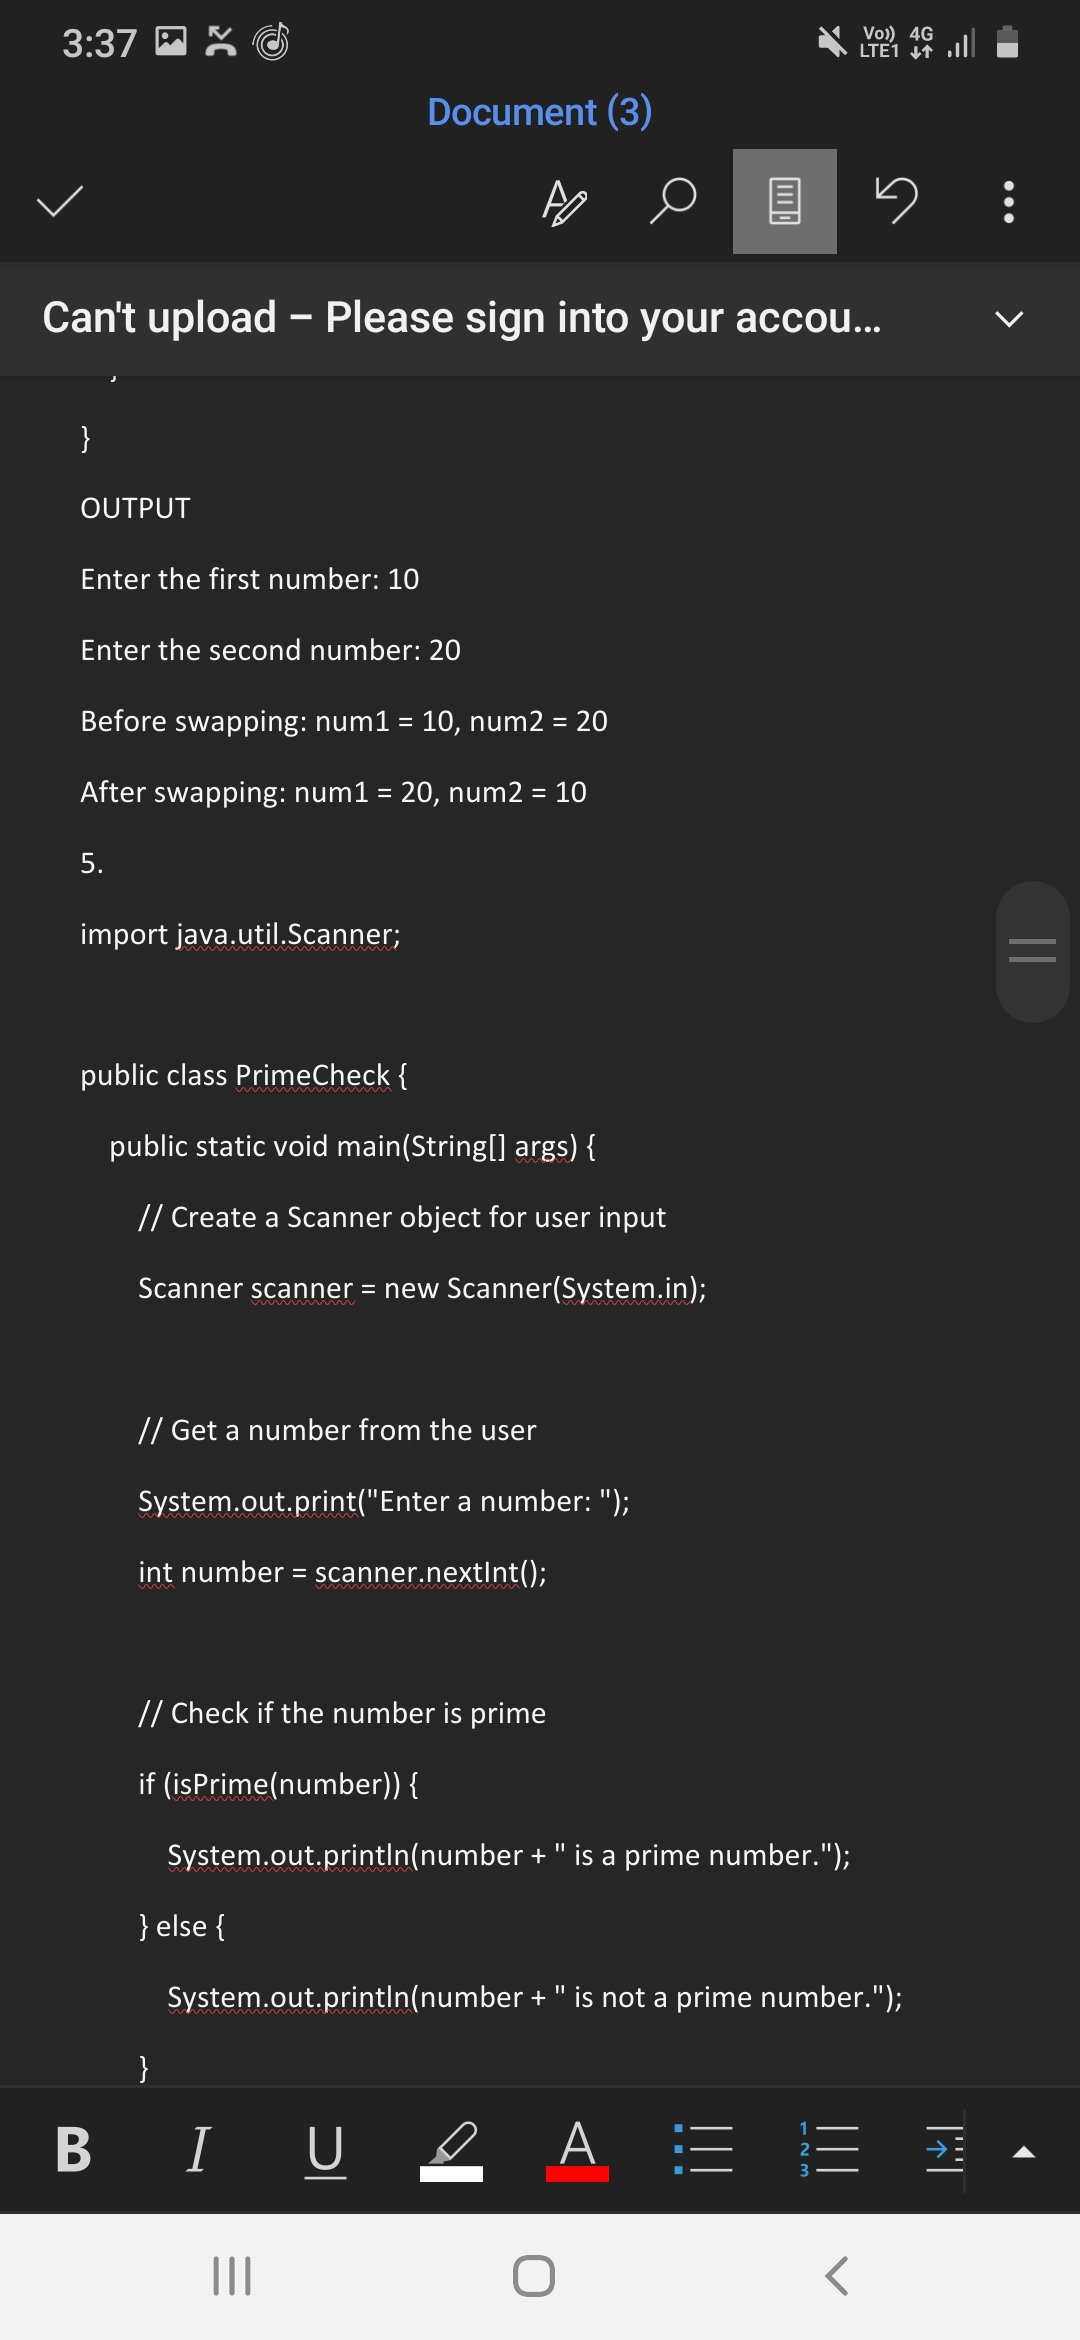 3:37
Vo)) 4G
LTE1
Document (3)
Can't upload – Please sign into your accou...
}
OUTPUT
Enter the first number: 10
Enter the second number: 20
Before swapping: num1 = 10, num2 = 20
After swapping: num1 = 20, num2 = 10
5.
import java.util.Scanner;
public class PrimeCheck {
public static void main(String[] args) {
// Create a Scanner object for user input
Scanner scanner = new Scanner(System.in);
// Get a number from the user
System.out.print("Enter a number: ");
int number = scanner.nextInt();
// Check if the number is prime
if (isPrime(number)) {
System.out.println(number + " is a prime number.");
} else {
System.out.println(number + " is not a prime number.");
}
B I U A 1 2 3